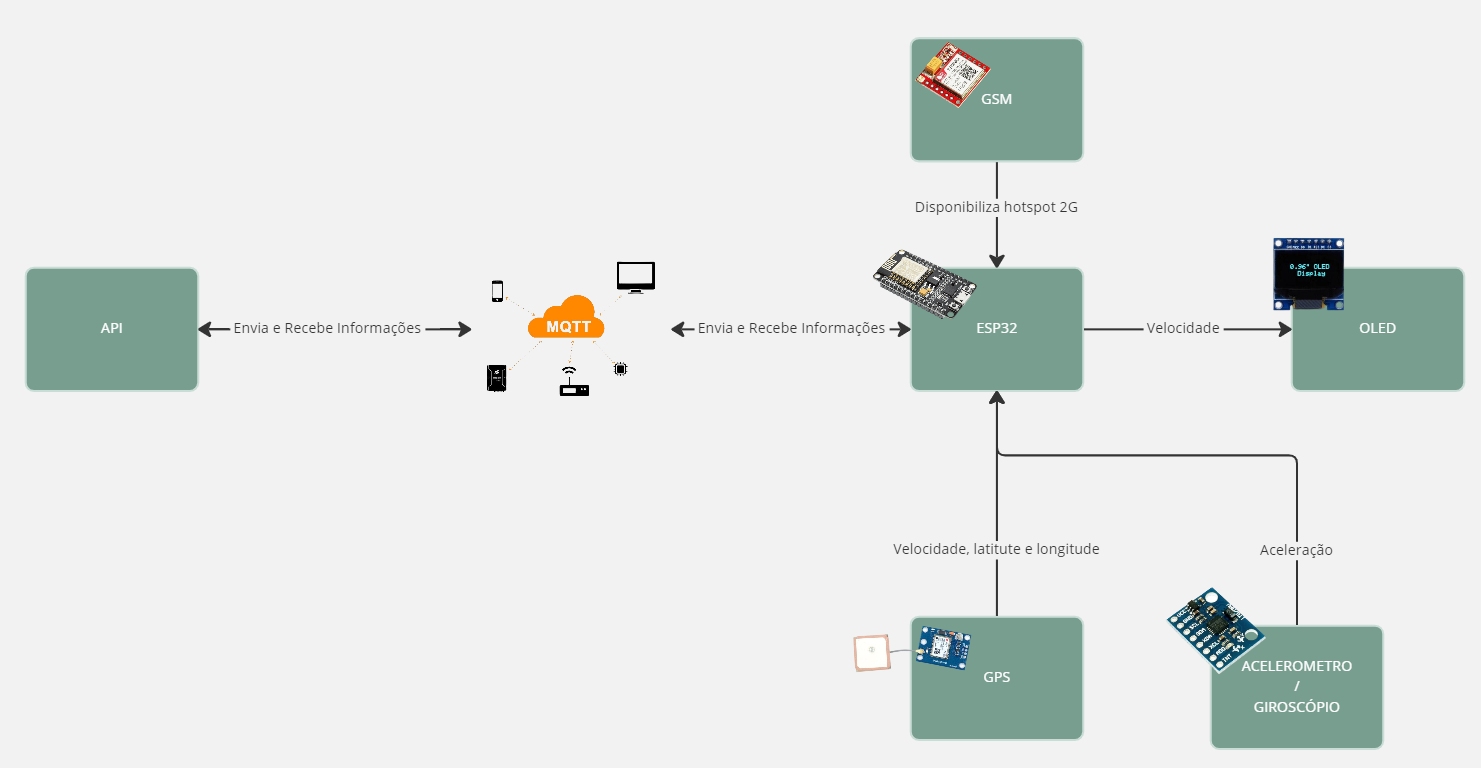 GSM
Disponibiliza hotspot 2G
0.96" OLED
Display
API
Envia e Recebe Informações
MQTT
Envia e Recebe Informações
ESP32
Velocidade
OLED
Velocidade, latitute e longitude
Aceleração
GPS
ACELEROMETRO
/
GIROSCÓPIO